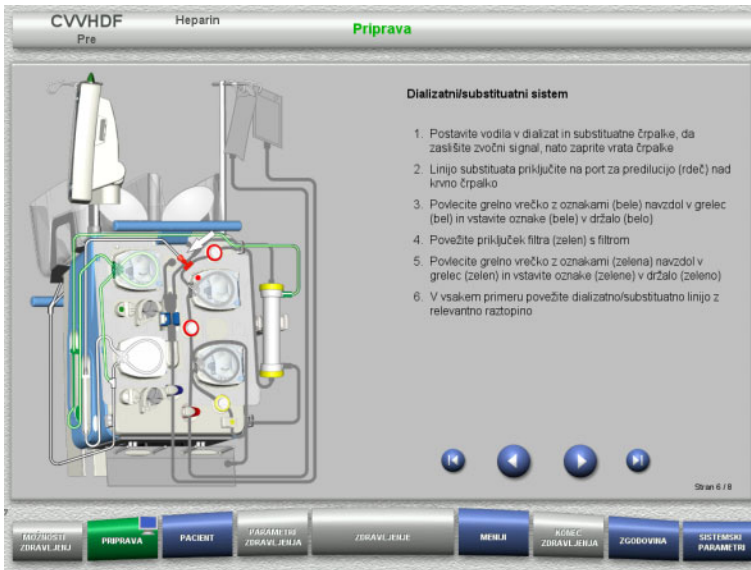 CVVHDF
Heparin
Pre
Priprava
Dializatni/substituatni sistem
1. Postavite vodila v dializat in substituatne črpalke, da
zaslišite zvočni signal, nato zaprite vrata črpalke
2. Linijo substituata priključite na port za predilucijo (rdeč) nad
krvno črpalko
3. Povlecite grelno vrečko z oznakami (bele) navzdol v grelec
(bel) in vstavite oznake (bele) v držalo (belo)
4. Povežite priključek filtra (zelen) s filtrom
5. Povlecite grelno vrečko z oznakami (zelena) navzdol v
grelec (zelen) in vstavite oznake (zelene) v držalo (zeleno)
6. V vsakem primeru povežite dializatno/substituatno linijo z
relevantno raztopino
Stran 6 / 8
MOŽNOSTI
ZDRAVLJENJ
PRIPRAVA
PACIENT
PARAMETRI
ZDRAVLJENJA
ZDRAVLJENJE
MENIJI
KONEC
ZDRAVLJENJA
ZGODOVINA
SISTEMSKI
PARAMETRI